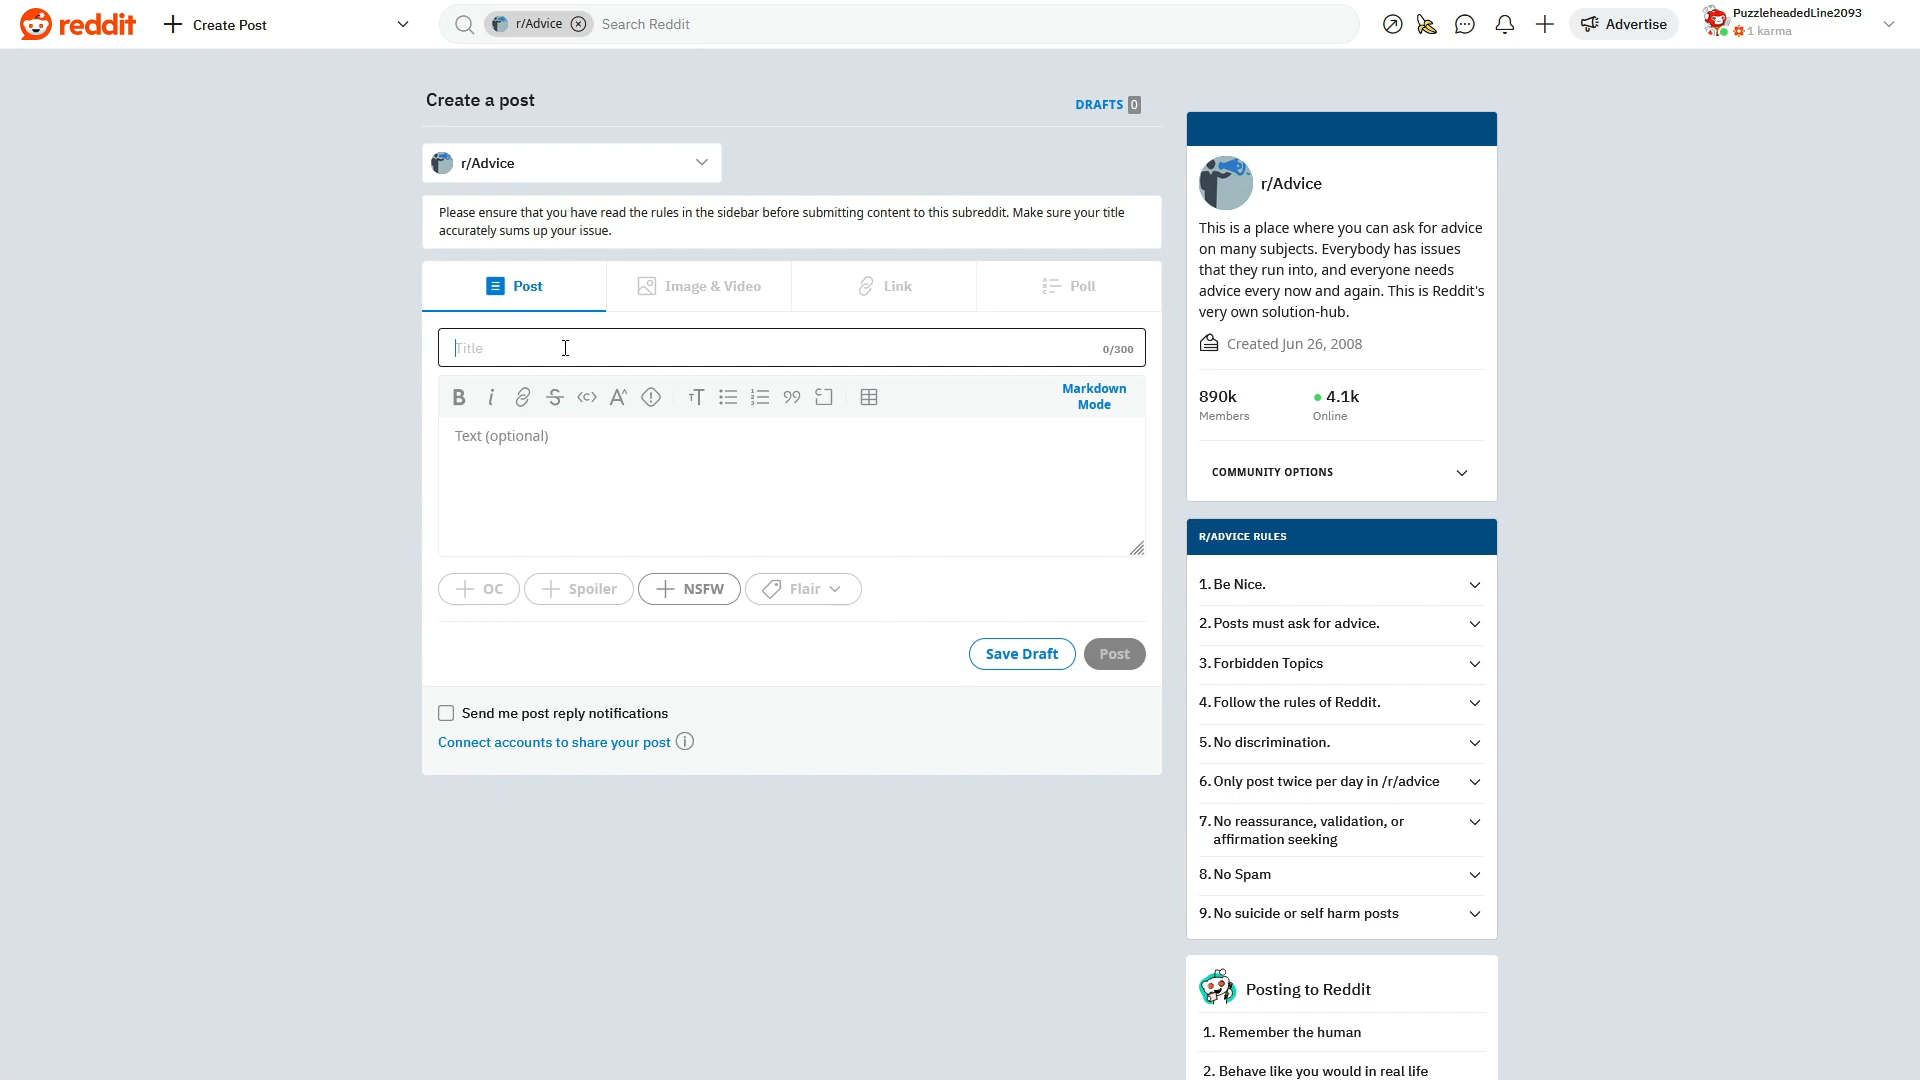 reddit
Create Post
r/Advice
Search Reddit
Advertise
PuzzleheadedLine2093
1 karma
Create a post
DRAFTS 0
r/Advice
Please ensure that you have read the rules in the sidebar before submitting content to this subreddit. Make sure your title
accurately sums up your issue.
Post
Image & Video
Link
Poll
Title
0/300
Markdown
Mode
Text (optional)
OC
Spoiler
NSFW
Flair
Save Draft
Post
Send me post reply notifications
Connect accounts to share your post
r/Advice
This is a place where you can ask for advice
on many subjects. Everybody has issues
that they run into, and everyone needs
advice every now and again. This is Reddit's
very own solution-hub.
Created Jun 26, 2008
890k
Members
4.1k
Online
COMMUNITY OPTIONS
R/ADVICE RULES
1. Be Nice.
2. Posts must ask for advice.
3. Forbidden Topics
4. Follow the rules of Reddit.
5. No discrimination.
6. Only post twice per day in /r/advice
7. No reassurance, validation, or
affirmation seeking
8. No Spam
9. No suicide or self harm posts
Posting to Reddit
1. Remember the human
2. Behave like you would in real life